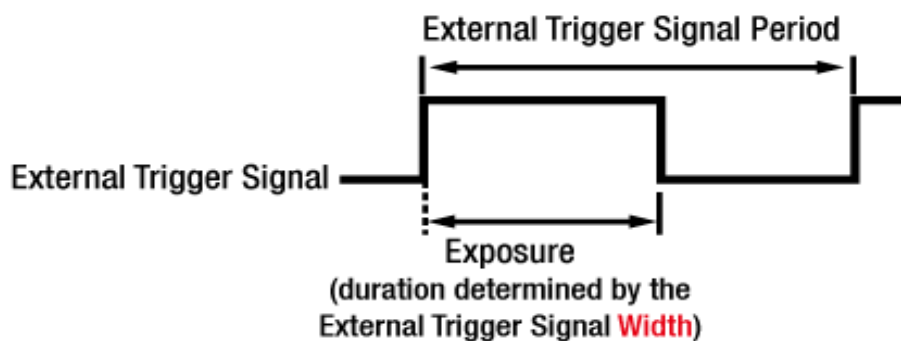 External Trigger Signal Period
External Trigger Signal
Exposure
(duration determined by the
External Trigger Signal Width)